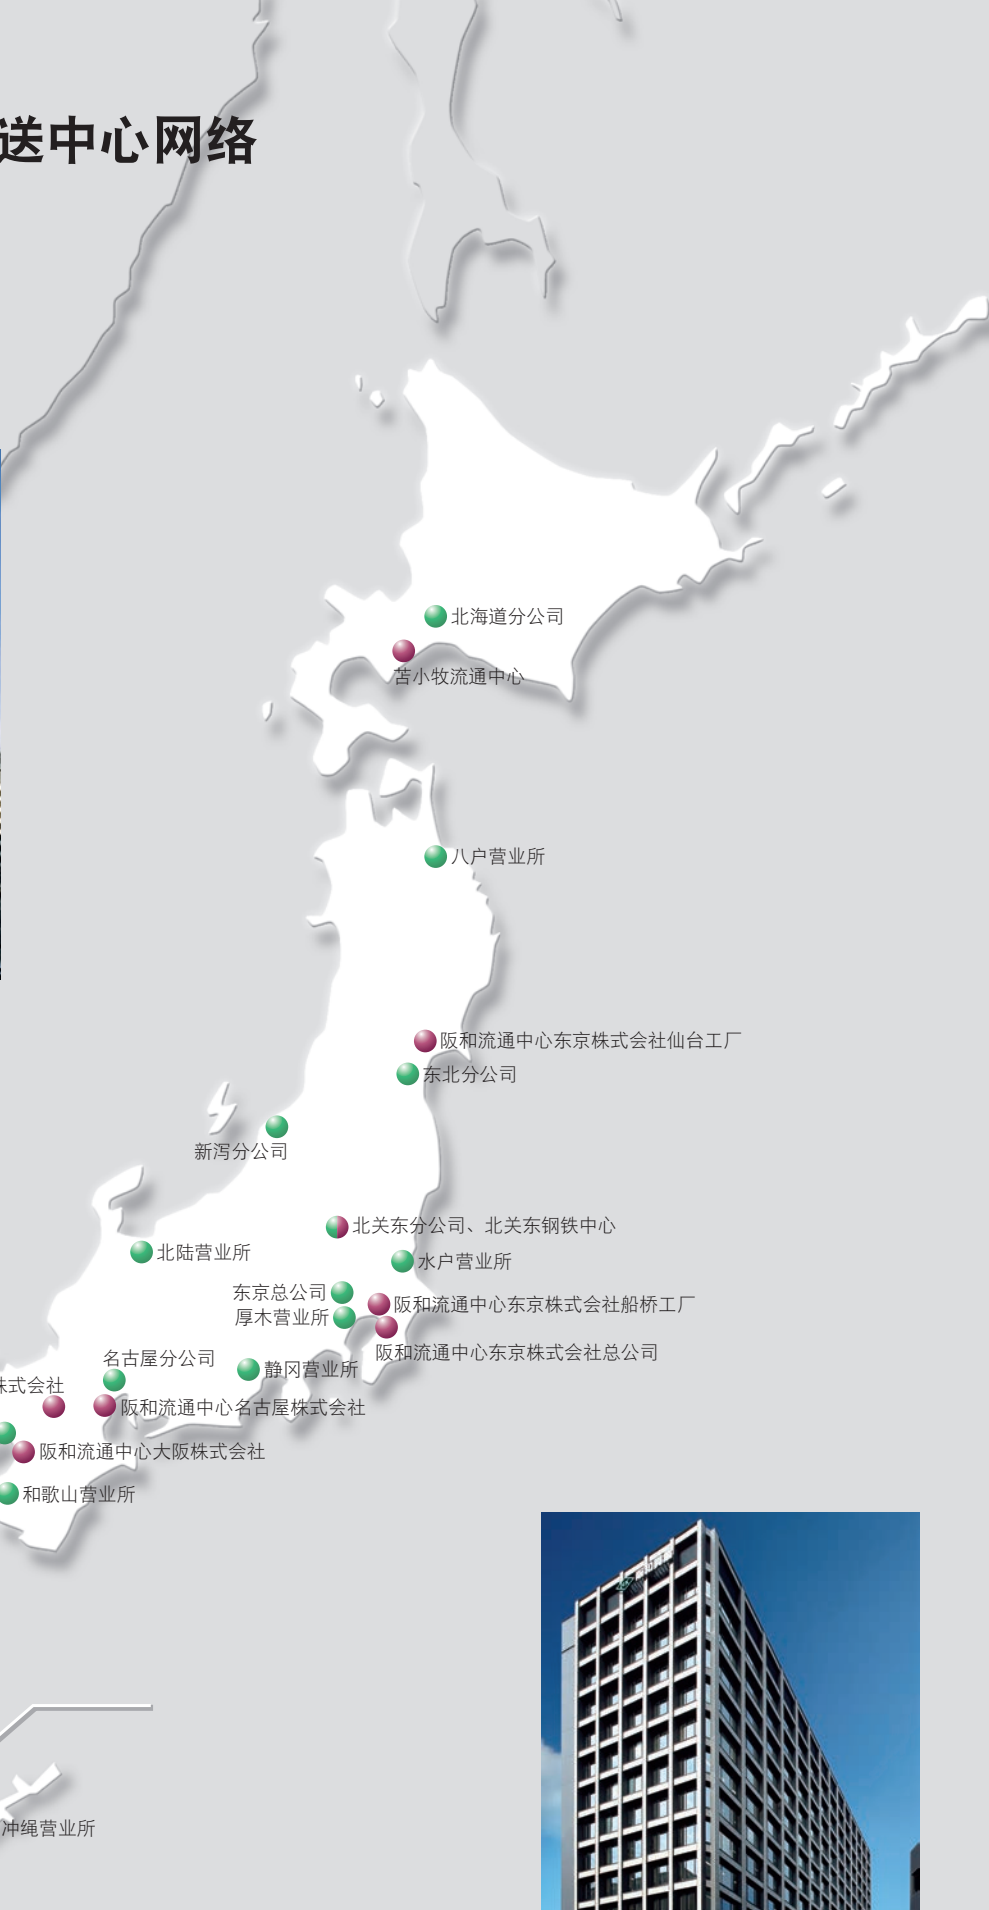 送中心网络
北海道分公司
苫小牧流通中心
八户营业所
阪和流通中心东京株式会社仙台工厂
东北分公司
新泻分公司
北关东分公司、北关东钢铁中心
北陆营业所
水户营业所
东京总公司
阪和流通中心东京株式会社船桥工厂
厚木营业所
阪和流通中心东京株式会社总公司
名古屋分公司
静冈营业所
株式会社
阪和流通中心名古屋株式会社
阪和流通中心大阪株式会社
和歌山营业所
冲绳营业所